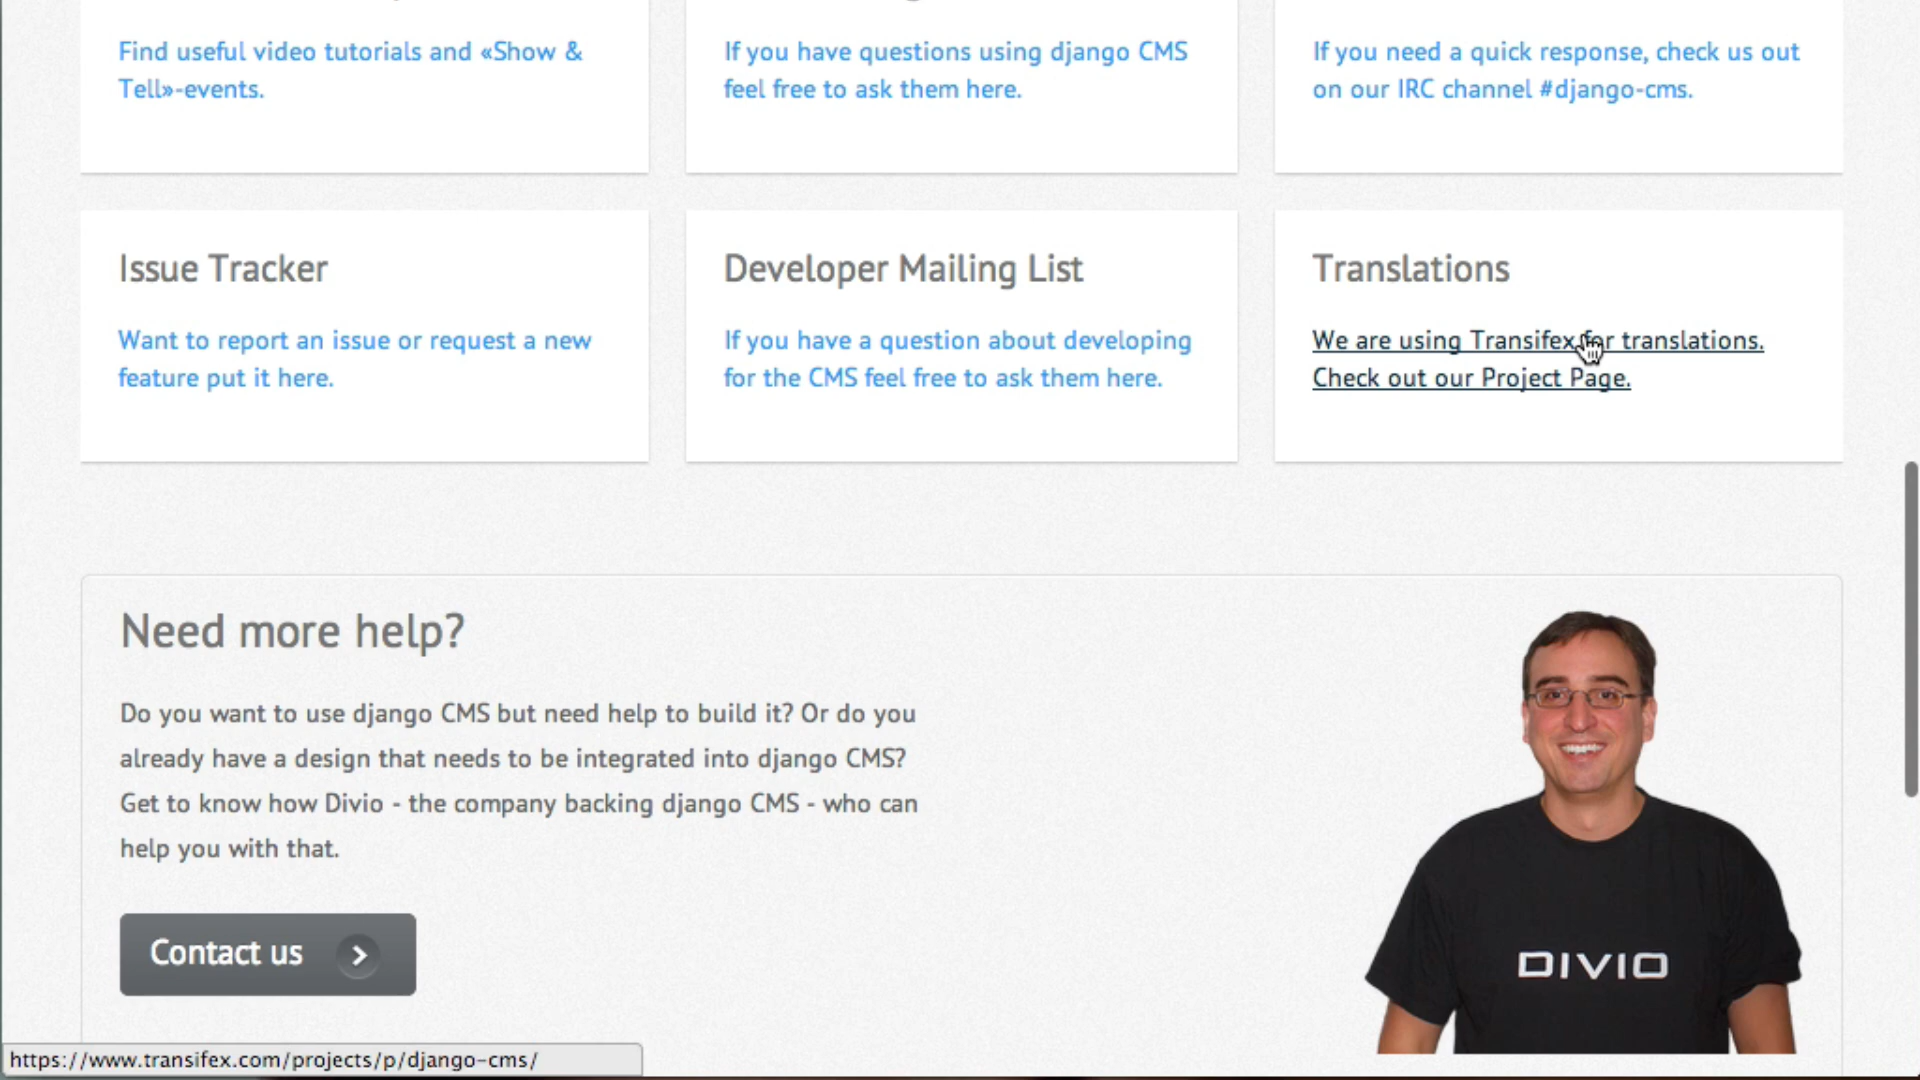 Find useful video tutorials and «Show &
Tell»-events.
If you have questions using django CMS
feel free to ask them here.
If you need a quick response, check us out
on our IRC channel #django-cms.
Issue Tracker
Want to report an issue or request a new
feature put it here.
Developer Mailing List
If you have a question about developing
for the CMS feel free to ask them here.
Translations
We are using Transifex for translations.
Check out our Project Page.
Need more help?
Do you want to use django CMS but need help to build it? Or do you
already have a design that needs to be integrated into django CMS?
Get to know how Divio - the company backing django CMS - who can
help you with that.
Contact us
DIVIO
https://www.transifex.com/projects/p/django-cms/